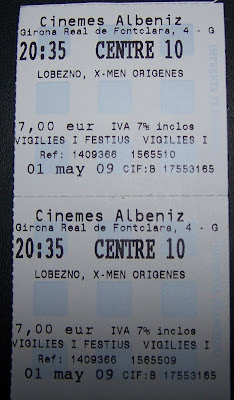 Cinemes Albeniz
Girona Real de Fontclara, 4 - G
20:35 CENTRE 10
LOBEZNO, X-MEN ORIGENES
7,00 eur IVA 7% inclos
VIGILIES I FESTIUS VIGILIES I
Ref: 1409366 1565510
01 may 09 CIF:B 17553165
Cinemes Albeniz
Girona Real de Fontclara, 4 - G
20:35 CENTRE 10
LOBEZNO, X-MEN ORIGENES
7,00 eur IVA 7% inclos
VIGILIES I FESTIUS VIGILIES I
Ref: 1409366 1565509
01 may 09 CIF:B 17553165